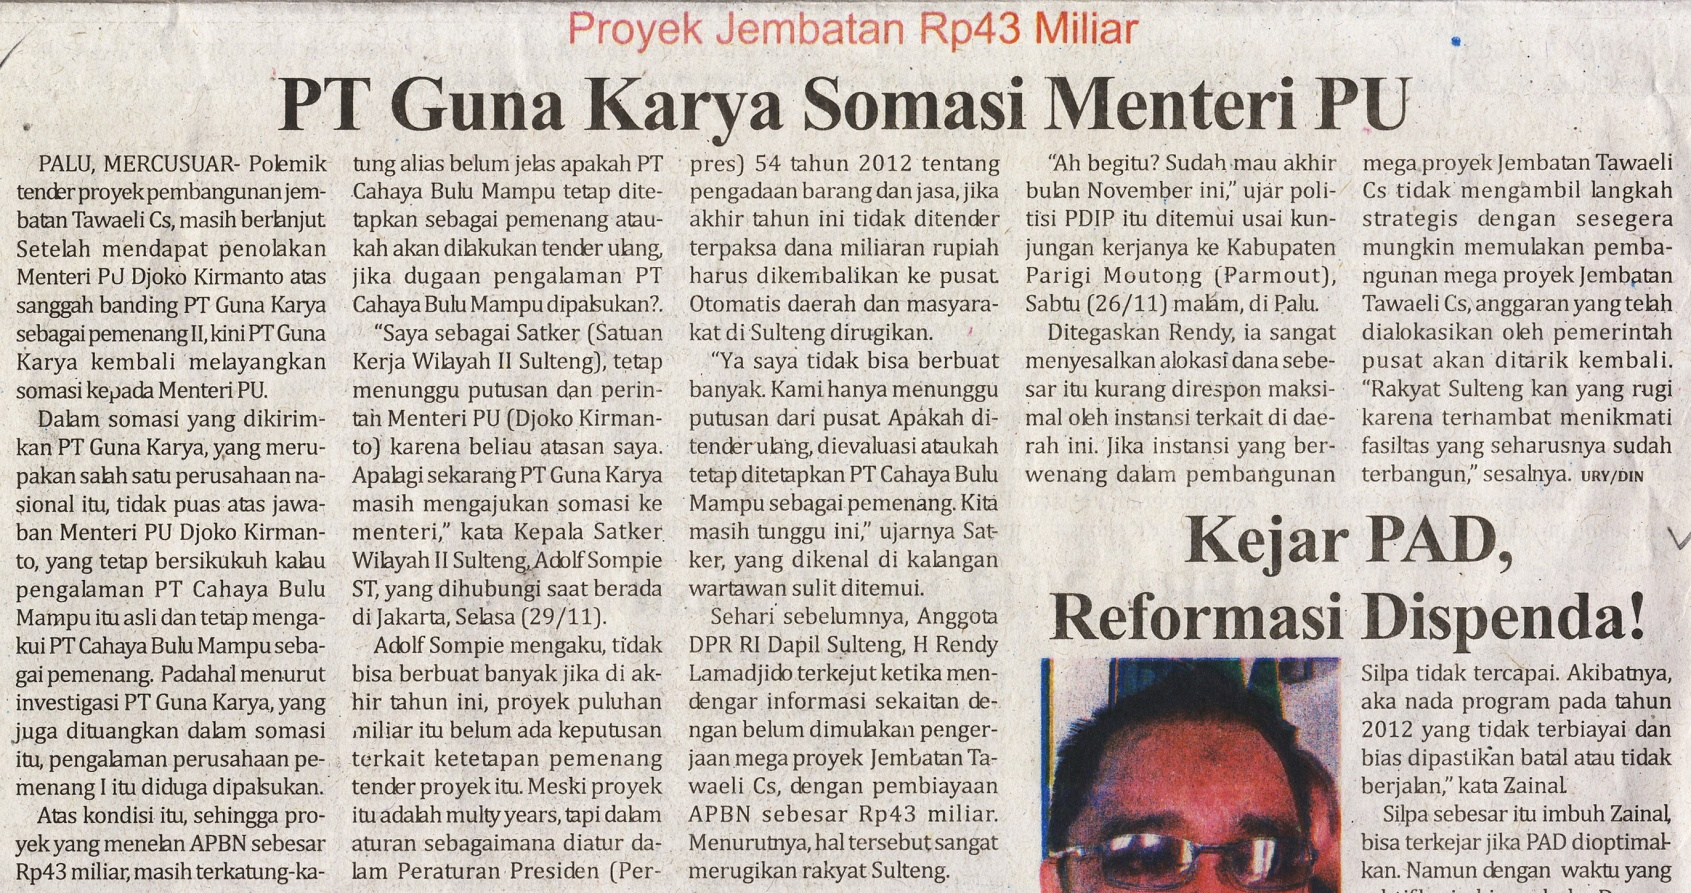 Proyek Jembatan Rp43 Miliar
PT Guna Karya Somasi Menteri PU
PALU, MERCUSUAR- Polemik
tender proyek pembangunan jem-
batan Tawaeli Cs, masih berlanjut.
Setelah mendapat penolakan
Menteri PU Djoko Kirmanto atas
sanggah banding PT Guna Karya
sebagai pemenang II, kini PT Guna
Karya kembali melayangkan
somasi kepada Menteri PU.
Dalam somasi yang dikirim-
kan PT Guna Karya, yang meru-
pakan salah satu perusahaan na-
sional itu, tidak puas atas jawa-
ban Menteri PU Djoko Kirman-
to, yang tetap bersikukuh kalau
pengalaman PT Cahaya Bulu
Mampu itu asli dan tetap menga-
kui PT Cahaya Bulu Mampu seba-
gai pemenang. Padahal menurut
investigasi PT Guna Karya, yang
juga dituangkan dalam somasi
itu, pengalaman perusahaan pe-
menang I itu diduga dipalsukan.
Atas kondisi itu, sehingga pro-
yek yang menelan APBN sebesar
Rp43 miliar, masih terkatung-ka-
tung alias belum jelas apakah PT
Cahaya Bulu Mampu tetap dite-
tapkan sebagai pemenang atau-
kah akan dilakukan tender ulang,
jika dugaan pengalaman PT
Cahaya Bulu Mampu dipalsukan?.
“Saya sebagai Satker (Satuan
Kerja Wilayah II Sulteng), tetap
menunggu putusan dan perin-
tah Menteri PU (Djoko Kirman-
to) karena beliau atasan saya.
Apalagi sekarang PT Guna Karya
masih mengajukan somasi ke
menteri,” kata Kepala Satker
Wilayah II Sulteng, Adolf Sompie
ST, yang dihubungi saat berada
di Jakarta, Selasa (29/11).
Adolf Sompie mengaku, tidak
bisa berbuat banyak jika di ak-
hir tahun ini, proyek puluhan
miliar itu belum ada keputusan
terkait ketetapan pemenang
tender proyek itu. Meski proyek
itu adalah multy years, tapi dalam
aturan sebagaimana diatur da-
lam Peraturan Presiden (Per-
pres) 54 tahun 2012 tentang
pengadaan barang dan jasa, jika
akhir tahun ini tidak ditender
terpaksa dana miliaran rupiah
harus dikembalikan ke pusat.
Otomatis daerah dan masyara-
kat di Sulteng dirugikan.
“Ya saya tidak bisa berbuat
banyak. Kami hanya menunggu
putusan dari pusat. Apakah di-
tender ulang, dievaluasi ataukah
tetap ditetapkan PT Cahaya Bulu
Mampu sebagai pemenang. Kita
masih tunggu ini,” ujarnya Sat-
ker, yang dikenal di kalangan
wartawan sulit ditemui.
Sehari sebelumnya, Anggota
DPR RI Dapil Sulteng, H Rendy
Lamadjido terkejut ketika men-
dengar informasi sekaitan de-
ngan belum dimulakan penger-
jaan mega proyek Jembatan Ta-
waeli Cs, dengan pembiayaan
APBN sebesar Rp43 miliar.
Menurutnya, hal tersebut sangat
merugikan rakyat Sulteng.
“Ah begitu? Sudah mau akhir
bulan November ini,” ujar poli-
tisi PDIP itu ditemui usai kun-
jungan kerjanya ke Kabupaten
Parigi Moutong (Parmout),
Sabtu (26/11) malam, di Palu.
Ditegaskan Rendy, ia sangat
menyesalkan alokasi dana sebe-
sar itu kurang direspon maksi-
mal oleh instansi terkait di dae-
rah ini. Jika instansi yang ber-
wenang dalam pembangunan
mega proyek Jembatan Tawaeli
Cs tidak mengambil langkah
strategis dengan sesegera
mungkin memulakan pemba-
ngunan mega proyek Jembatan
Tawaeli Cs, anggaran yang telah
dialokasikan oleh pemerintah
pusat akan ditarik kembali.
“Rakyat Sulteng kan yang rugi
karena terhambat menikmati
fasiltas yang seharusnya sudah
terbangun,” sesalnya. URY/DIN
Kejar PAD,
Reformasi Dispenda!
Silpa tidak tercapai. Akibatnya,
aka nada program pada tahun
2012 yang tidak terbiayai dan
bias dipastikan batal atau tidak
berjalan,” kata Zainal.
Silpa sebesar itu imbuh Zainal,
bisa terkejar jika PAD dioptimal-
kan. Namun dengan waktu yang